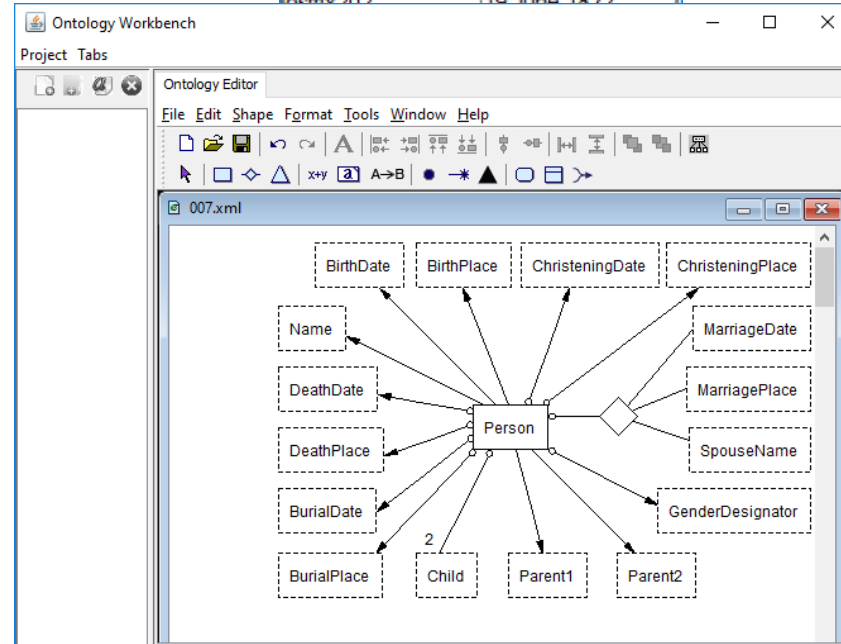 Ontology Workbench
Project Tabs
Ontology Editor
File Edit Shape Format Tools Window Help
A
x+y a A→B
007.xml
BirthDate BirthPlace ChristeningDate ChristeningPlace
Name MarriageDate
DeathDate MarriagePlace
Person
DeathPlace SpouseName
BurialDate GenderDesignator
2
BurialPlace Child Parent1 Parent2